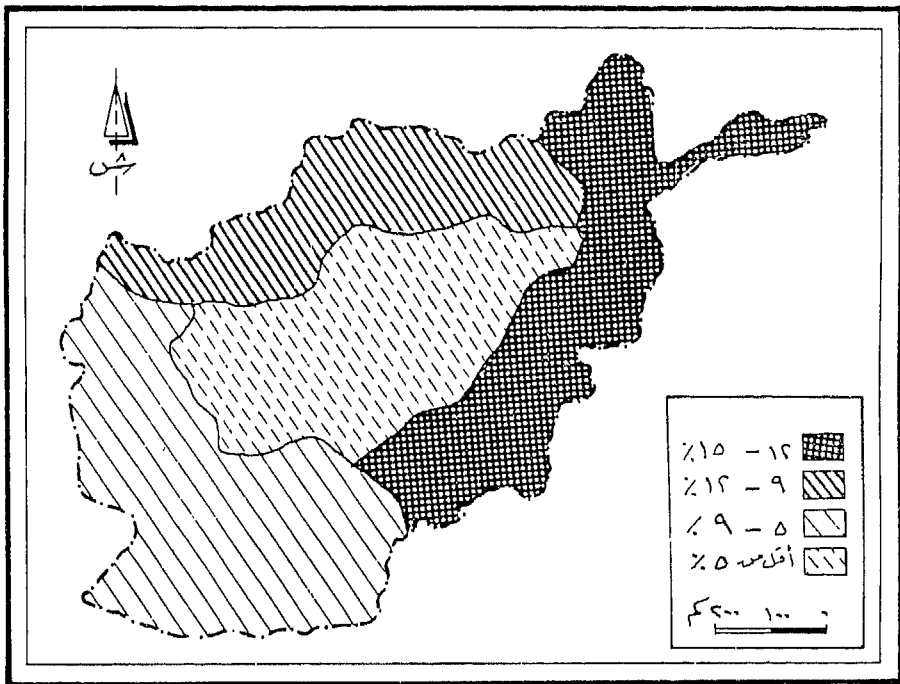 ش
١٢ – ١٥٪
٩ – ١٢٪
٥ – ٩٪
أقل من ٥٪
٠ ١٠٠ ٢٠٠ كم